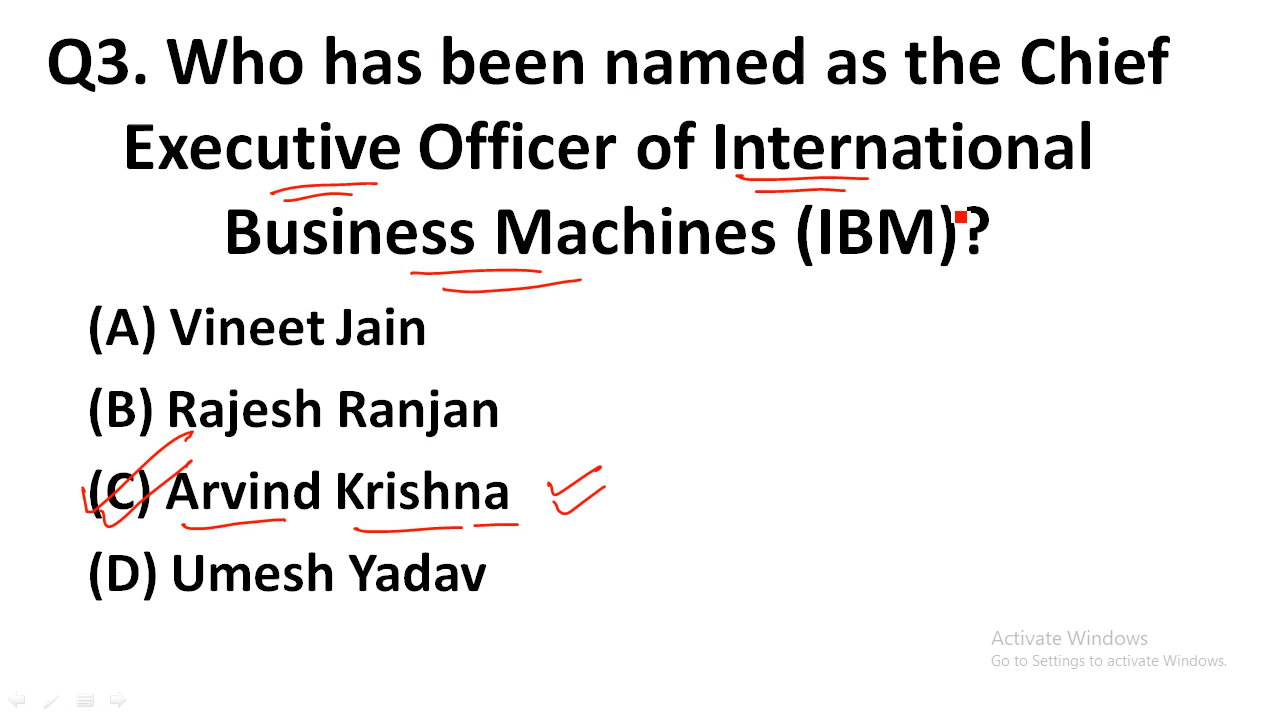 Q3. Who has been named as the Chief
Executive Officer of International
Business Machines (IBM)?
(A) Vineet Jain
(B) Rajesh Ranjan
(C) Arvind Krishna
(D) Umesh Yadav
Activate Windows
Go to Settings to activate Windows.